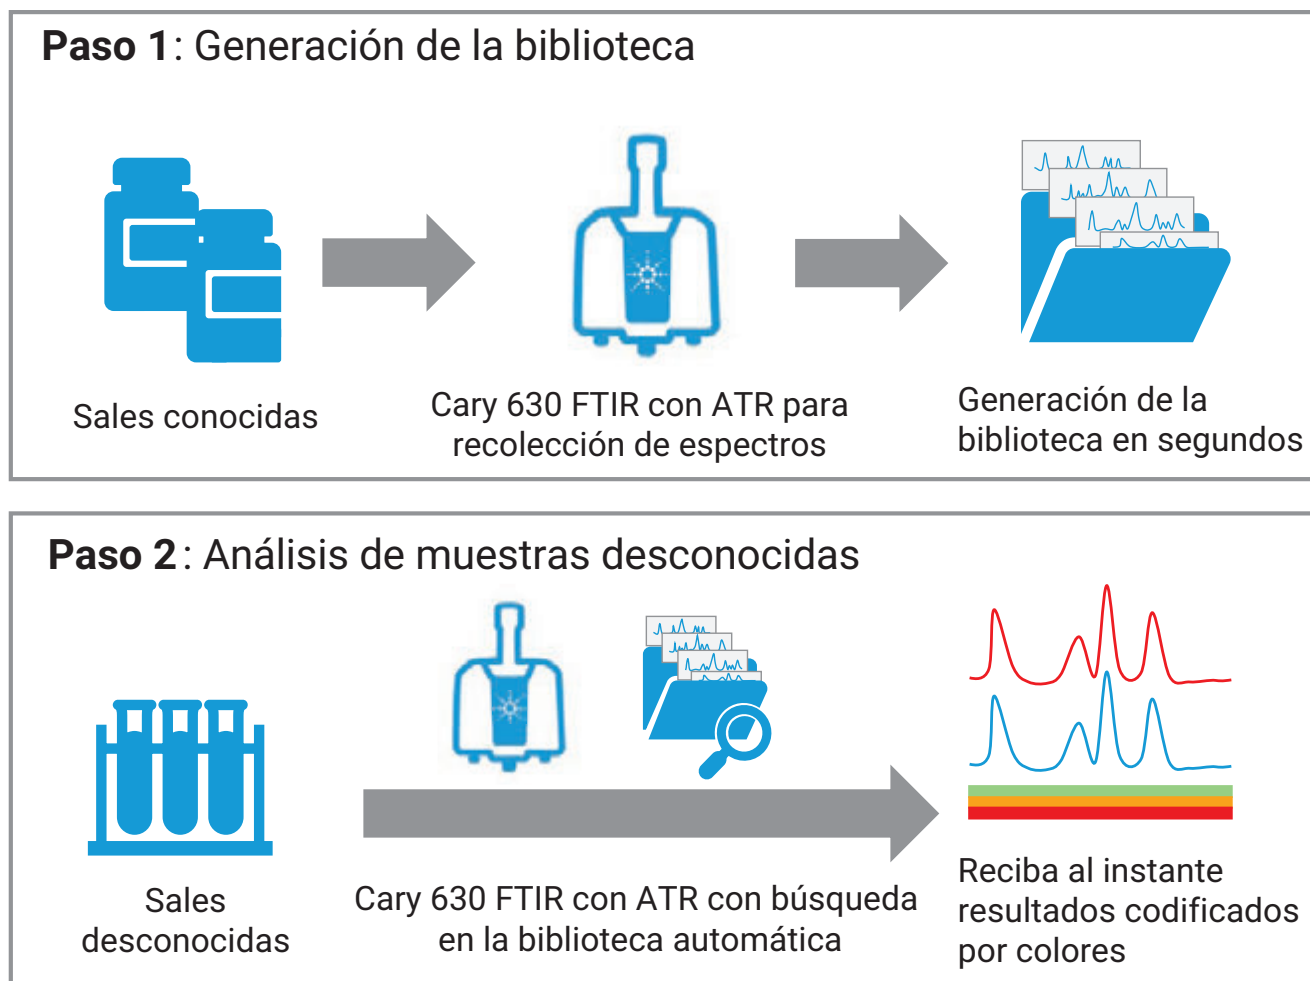 Paso 1: Generación de la biblioteca
Sales conocidas
Cary 630 FTIR con ATR para
recolección de espectros
Generación de la
biblioteca en segundos
Paso 2: Análisis de muestras desconocidas
Sales
desconocidas
Cary 630 FTIR con ATR con búsqueda
en la biblioteca automática
Reciba al instante
resultados codificados
por colores